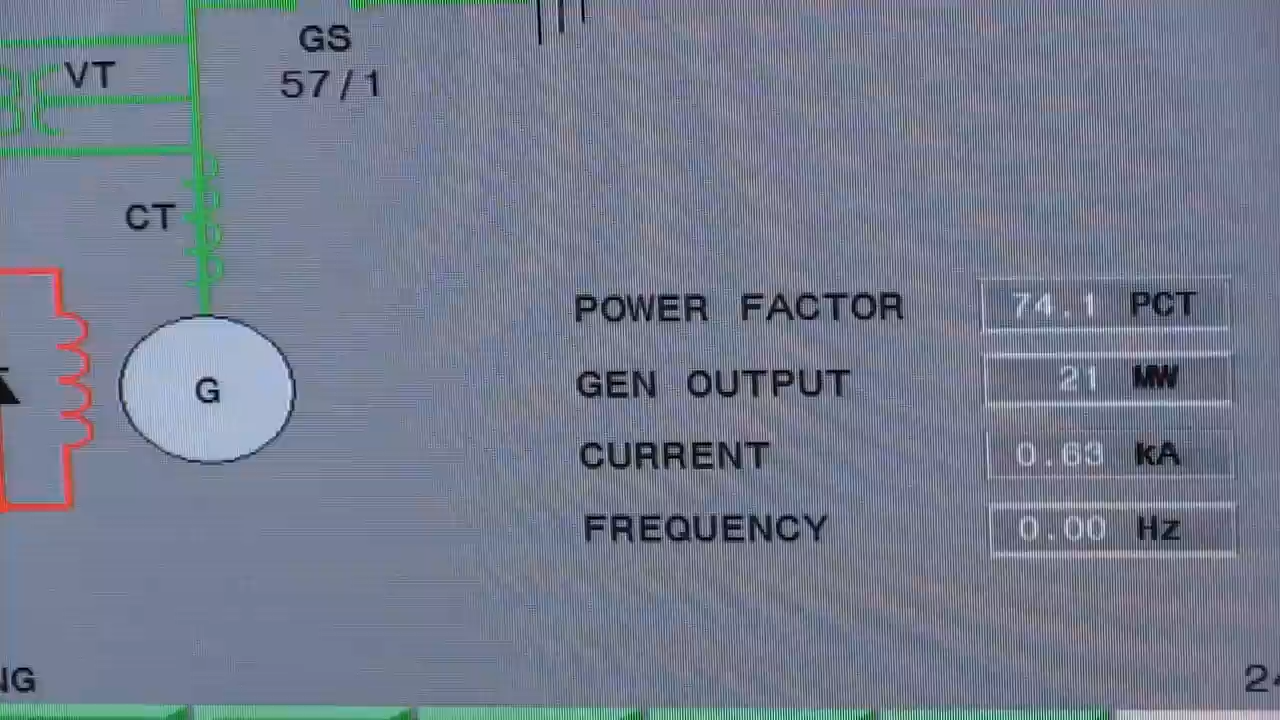 GS
VT
57/1
CT
POWER FACTOR 74.1 PCT
G
GEN OUTPUT 21 MW
CURRENT 0.63 kA
FREQUENCY 0.00 Hz